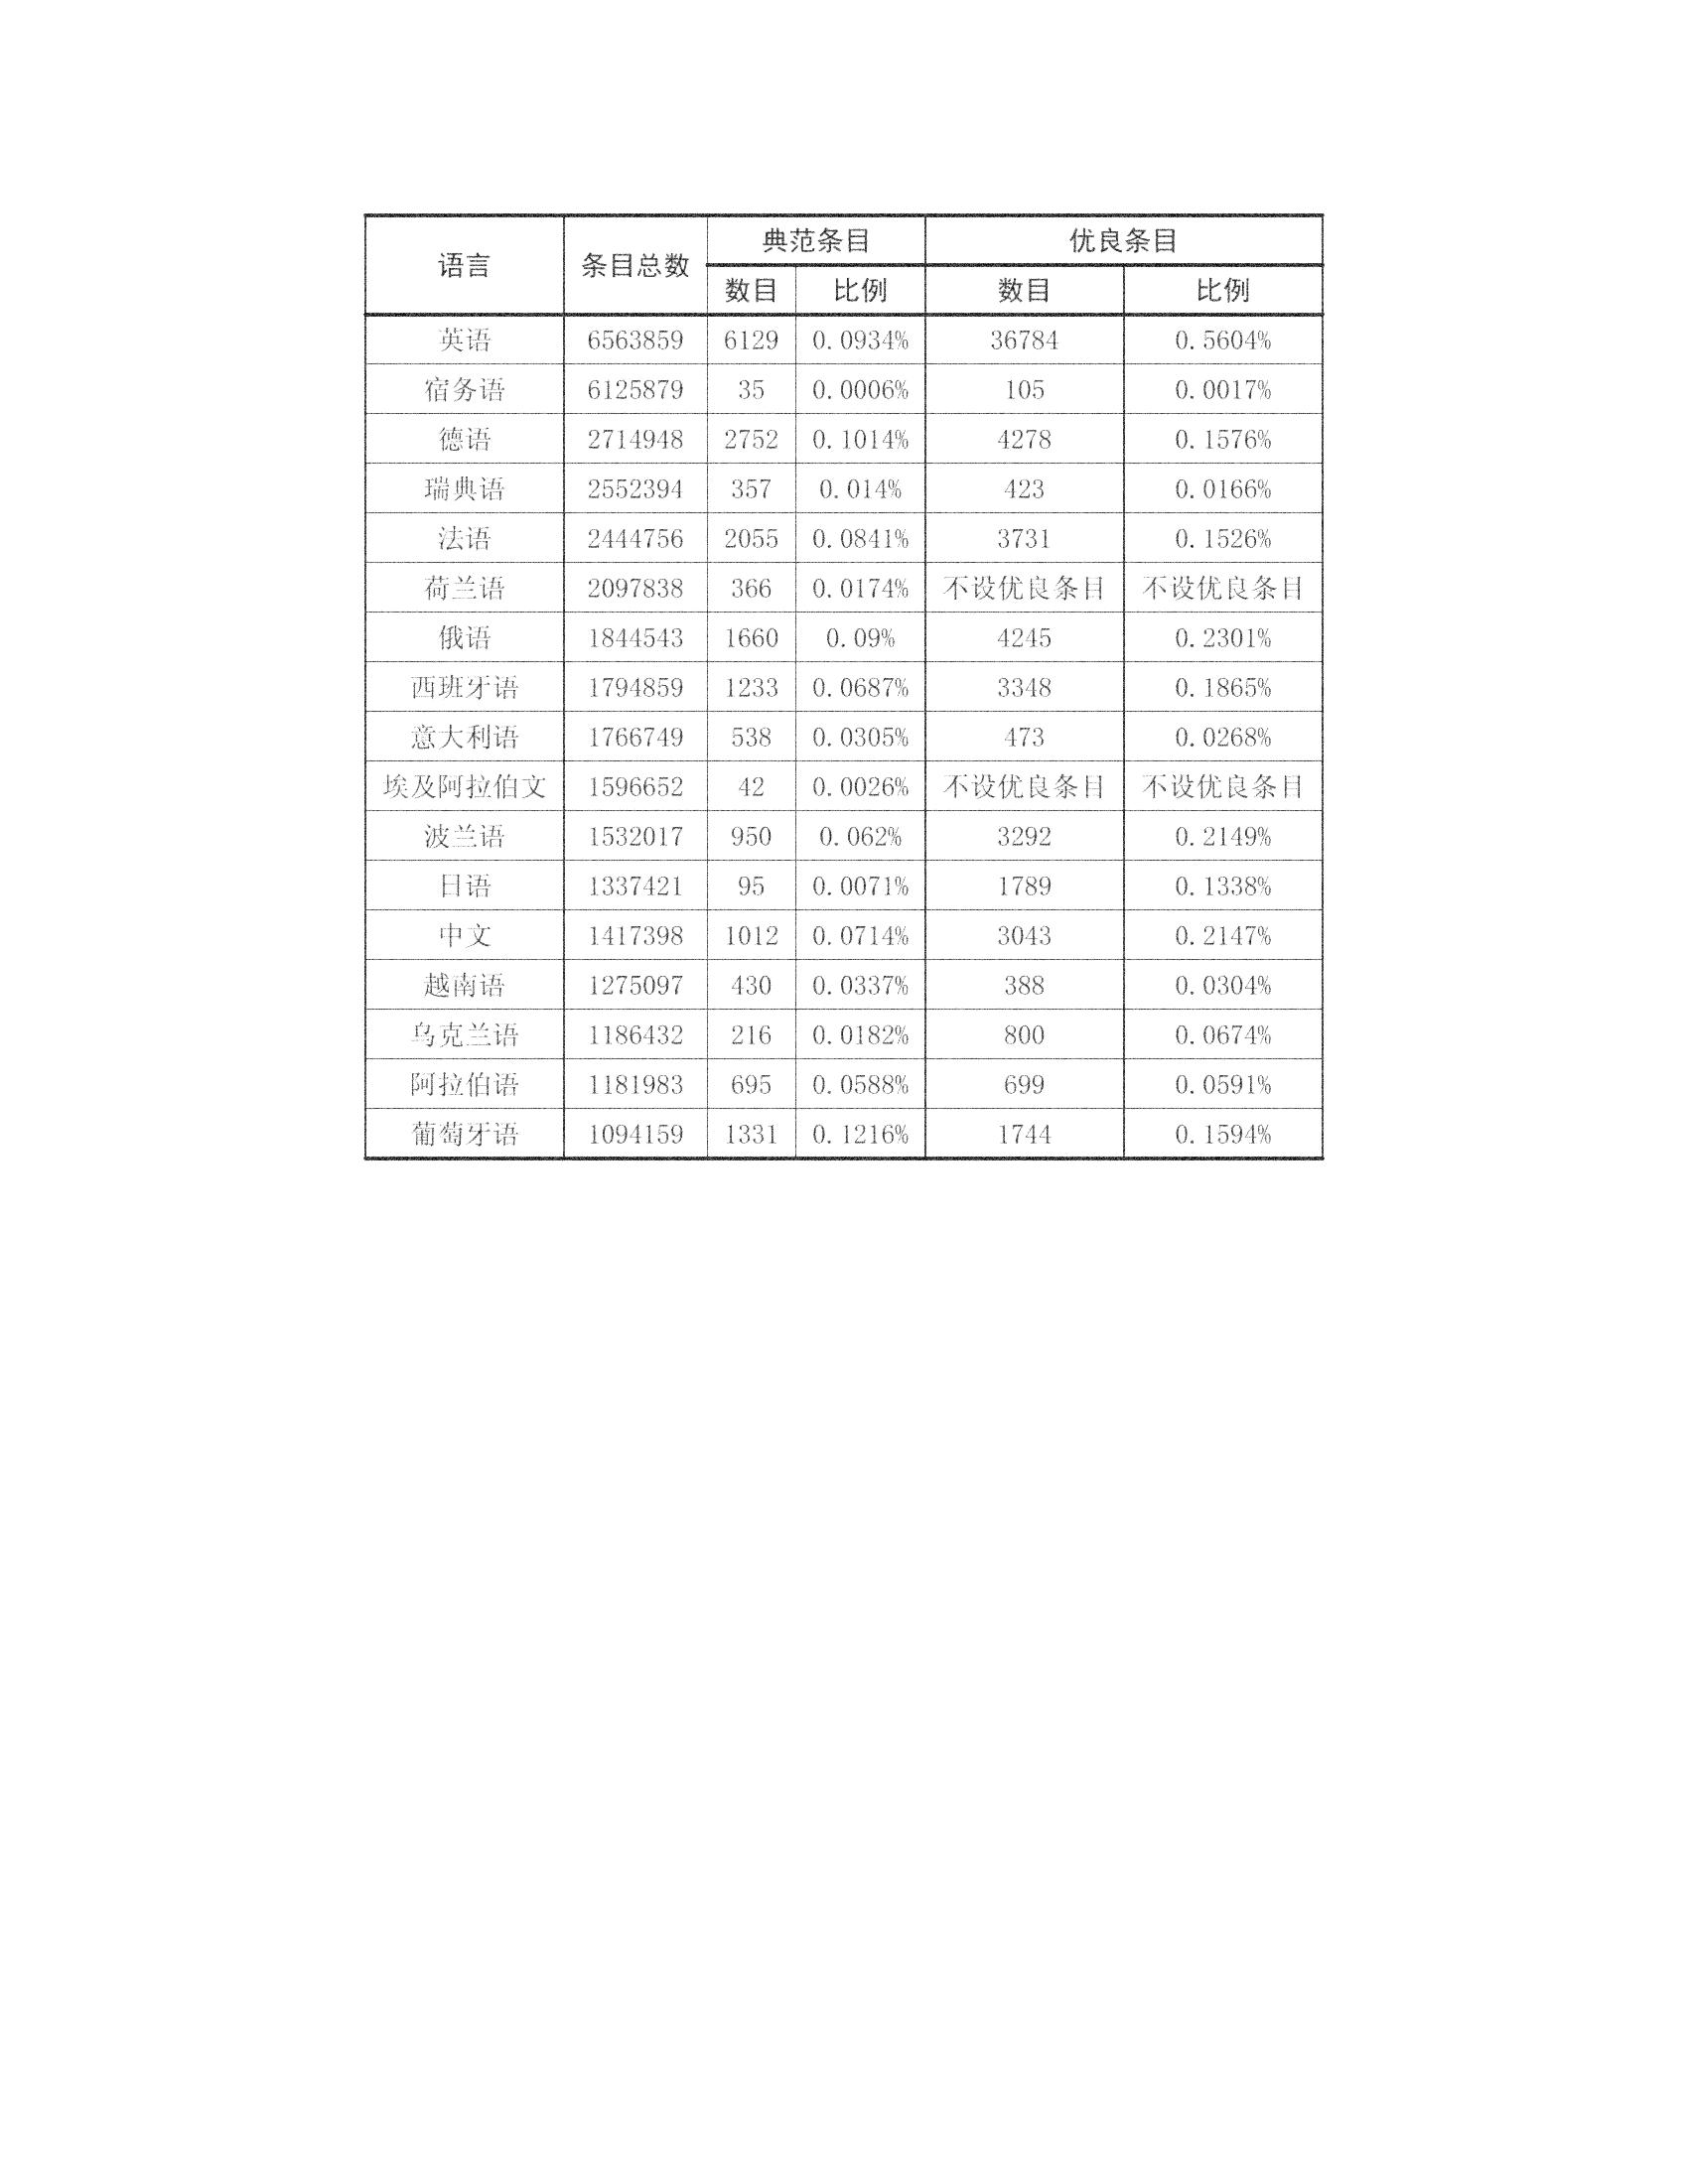 语言 条目总数 典范条目 优良条目
数目 比例 数目 比例
英语 6563859 6129 0.0934% 36784 0.5604%
宿务语 6125879 35 0.0006% 105 0.0017%
德语 2714948 2752 0.1014% 4278 0.1576%
瑞典语 2552394 357 0.014% 423 0.0166%
法语 2444756 2055 0.0841% 3731 0.1526%
荷兰语 2097838 366 0.0174% 不设优良条目 不设优良条目
俄语 1844543 1660 0.09% 4245 0.2301%
西班牙语 1794859 1233 0.0687% 3348 0.1865%
意大利语 1766749 538 0.0305% 473 0.0268%
埃及阿拉伯文 1596652 42 0.0026% 不设优良条目 不设优良条目
波兰语 1532017 950 0.062% 3292 0.2149%
日语 1337421 95 0.0071% 1789 0.1338%
中文 1417398 1012 0.0714% 3043 0.2147%
越南语 1275097 430 0.0337% 388 0.0304%
乌克兰语 1186432 216 0.0182% 800 0.0674%
阿拉伯语 1181983 695 0.0588% 699 0.0591%
葡萄牙语 1094159 1331 0.1216% 1744 0.1594%